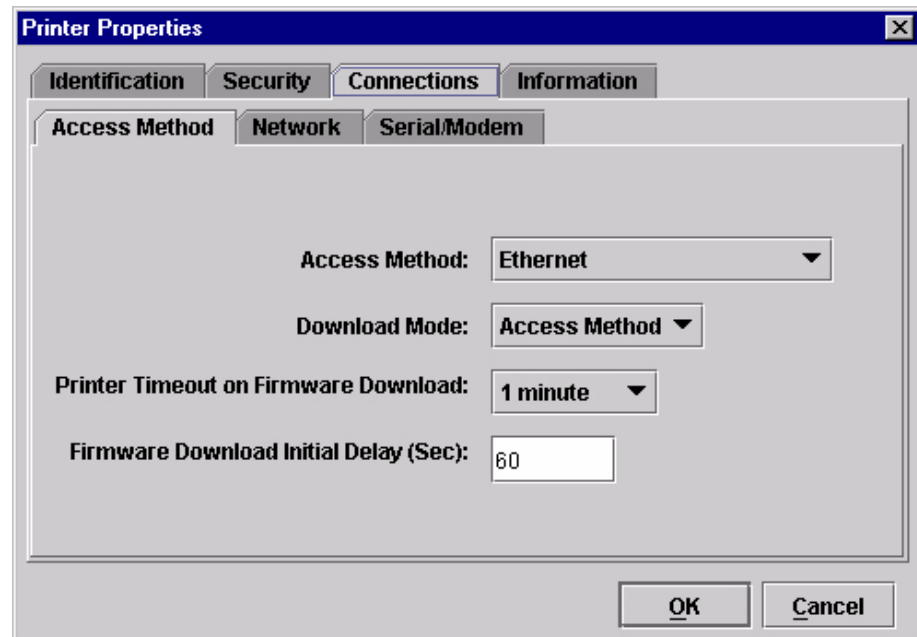 Printer Properties
Identification Security Connections Information
Access Method Network Serial/Modem
Access Method: Ethernet
Download Mode: Access Method
Printer Timeout on Firmware Download: 1 minute
Firmware Download Initial Delay (Sec): 60
OK Cancel